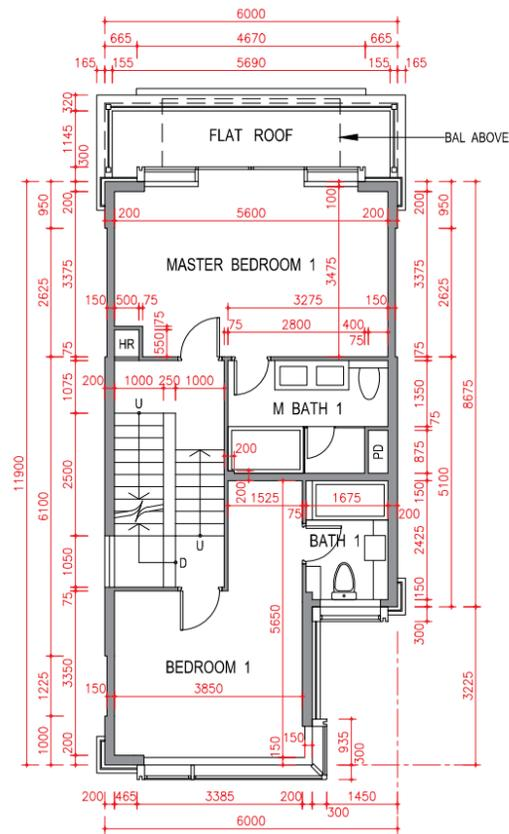 6000
665 4670 665
165 155 5690 155 165
320
1145
300
FLAT ROOF
BAL ABOVE
950 200 200 950
200 5600 200
100
MASTER BEDROOM 1
3475
2625 3375 3375 2625
150 500 75 3275 150
75 2800 400
75
550 75
HR
75 75
200 1000 250 1000
1075 1350
U
M BATH 1
75
8675
11900
6100
2500
200
875
PD
5100
200
1525 1675 150 200
75
BATH 1
2425
U
D
1050
75
150
300
5650
BEDROOM 1
3350
1225
150 3850
3225
1000
200
150 150
935
300
200 465 3385 200 1450
300
6000